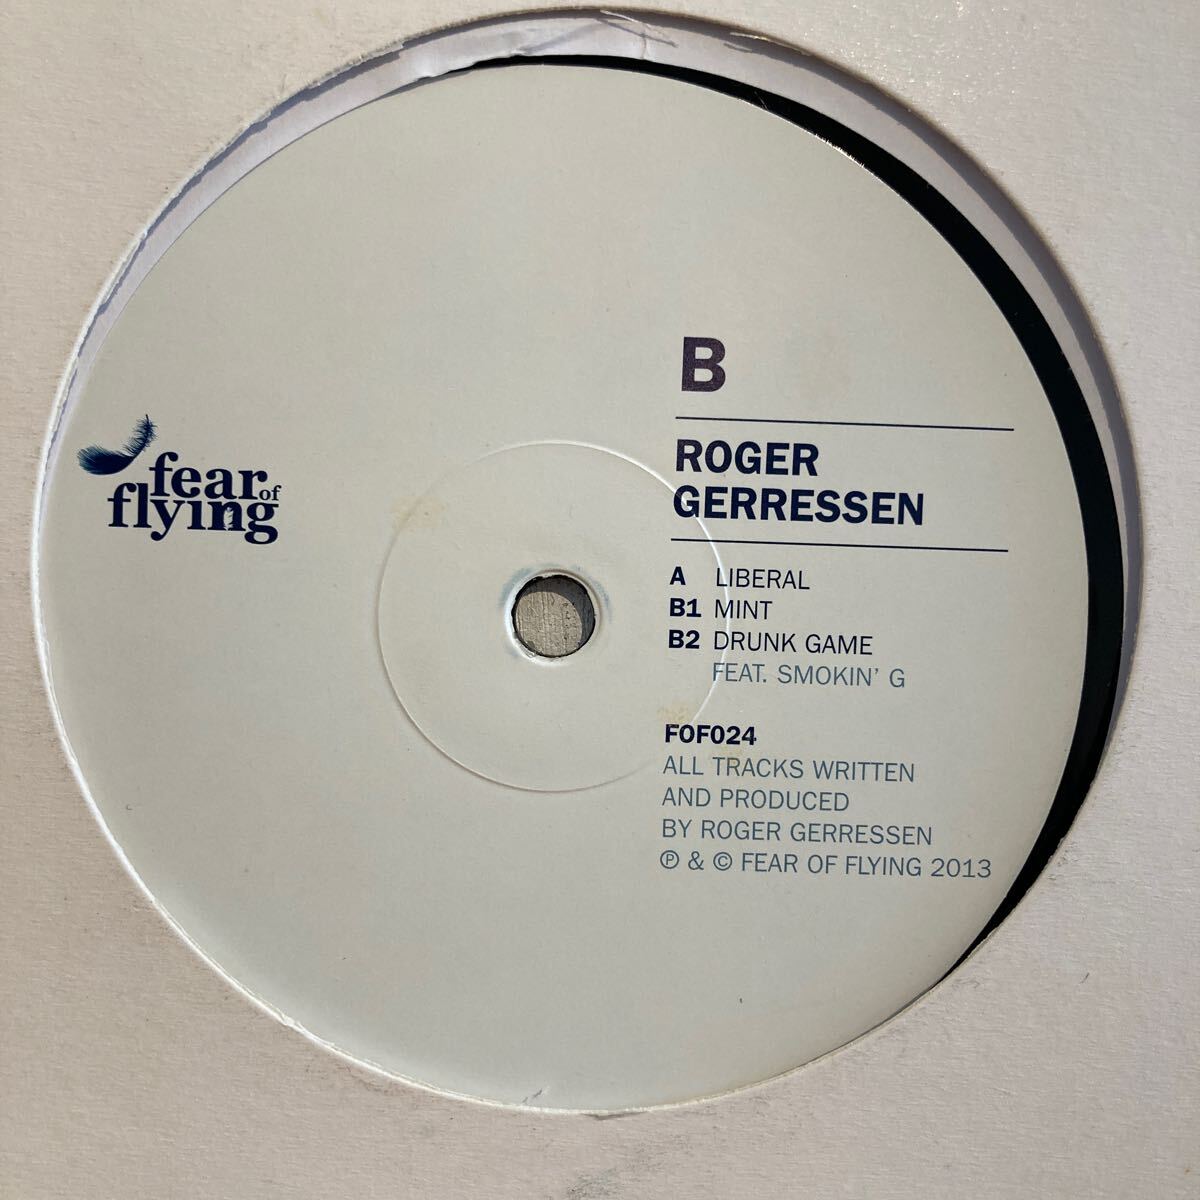 fear of
flying
B
ROGER
GERRESSEN
A LIBERAL
B1 MINT
B2 DRUNK GAME
FEAT. SMOKIN' G
FOF024
ALL TRACKS WRITTEN
AND PRODUCED
BY ROGER GERRESSEN
℗ & © FEAR OF FLYING 2013